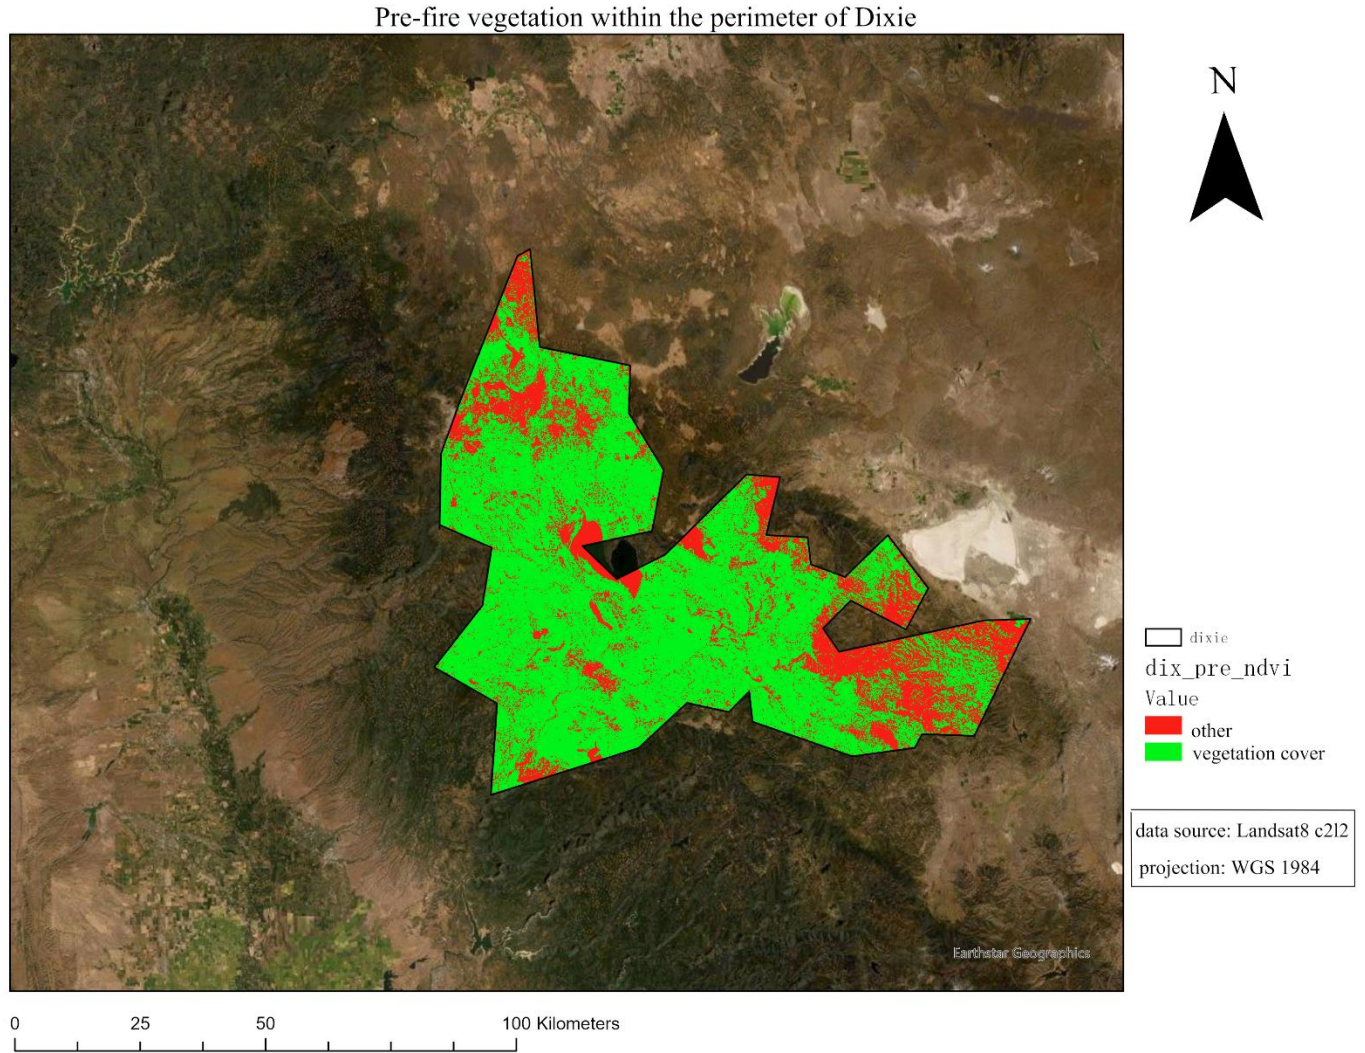 Pre-fire vegetation within the perimeter of Dixie
N
dixie
dix_pre_ndvi
Value
other
vegetation cover
data source: Landsat8 c2l2
projection: WGS 1984
Earthstar Geographics
0 25 50 100 Kilometers